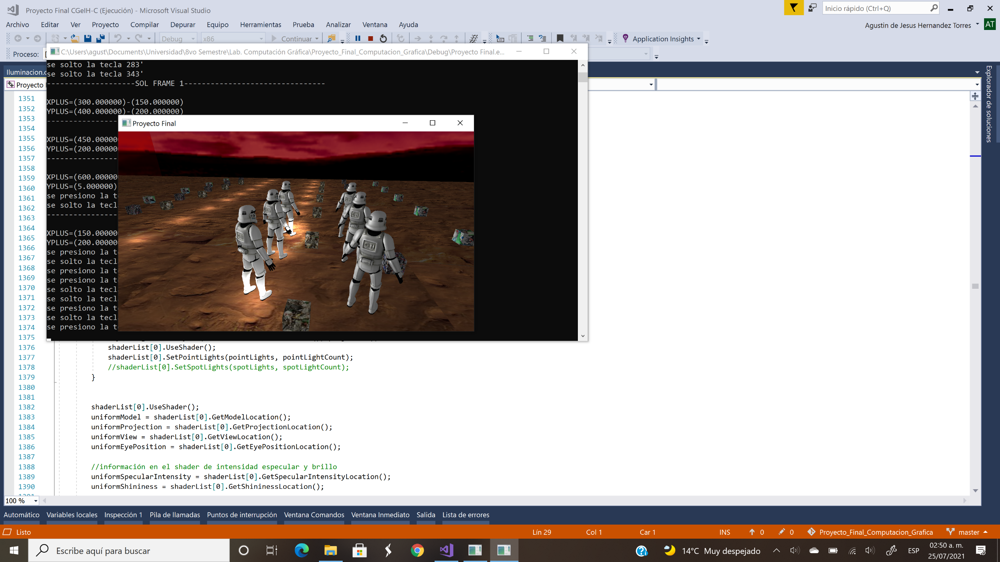 Proyecto Final CGeIH-C (Ejecución) - Microsoft Visual Studio
Inicio rápido (Ctrl+Q)
Archivo Editar Ver Proyecto Compilar Depurar Equipo Herramientas Prueba Analizar Ventana Ayuda
Agustin de Jesus Hernandez Torres AT
Debug x86 Continuar Application Insights
Proceso:
C:\Users\agust\Documents\Universidad\8vo Semestre\Lab. Computación Gráfica\Proyecto_Final_Computacion_Grafica\Debug\Proyecto Final.e...
se solto la tecla 283'
se solto la tecla 343'
--------------------SOL FRAME 1--------------------------------
XPLUS=(300.000000)-(150.000000)
YPLUS=(400.000000)-(200.000000)
----------------
XPLUS=(450.00000
YPLUS=(200.00000
----------------
XPLUS=(600.00000
YPLUS=(5.000000)
se presiono la t
se solto la tecl
----------------
XPLUS=(150.00000
YPLUS=(200.00000
se presiono la t
se solto la tecl
se presiono la t
se presiono la t
se solto la tecl
se solto la tecl
se presiono la t
se solto la tecl
se presiono la t
Proyecto Final
Iluminacion.
Proyecto
Explorador de soluciones
1351
1352
1353
1354
1355
1356
1357
1358
1359
1360
1361
1362
1363
1364
1365
1366
1367
1368
1369
1370
1371
1372
1373
1374
1375
1376 shaderList[0].UseShader();
1377 shaderList[0].SetPointLights(pointLights, pointLightCount);
1378 //shaderList[0].SetSpotLights(spotLights, spotLightCount);
1379 }
1380
1381
1382 shaderList[0].UseShader();
1383 uniformModel = shaderList[0].GetModelLocation();
1384 uniformProjection = shaderList[0].GetProjectionLocation();
1385 uniformView = shaderList[0].GetViewLocation();
1386 uniformEyePosition = shaderList[0].GetEyePositionLocation();
1387
1388 //información en el shader de intensidad especular y brillo
1389 uniformSpecularIntensity = shaderList[0].GetSpecularIntensityLocation();
1390 uniformShininess = shaderList[0].GetShininessLocation();
100 %
Automático Variables locales Inspección 1 Pila de llamadas Puntos de interrupción Ventana Comandos Ventana Inmediato Salida Lista de errores
Listo Lín 29 Col 1 Car 1 INS 0 0 Proyecto_Final_Computacion_Grafica master
Escribe aquí para buscar
14°C Muy despejado
ESP
02:50 a. m.
25/07/2021